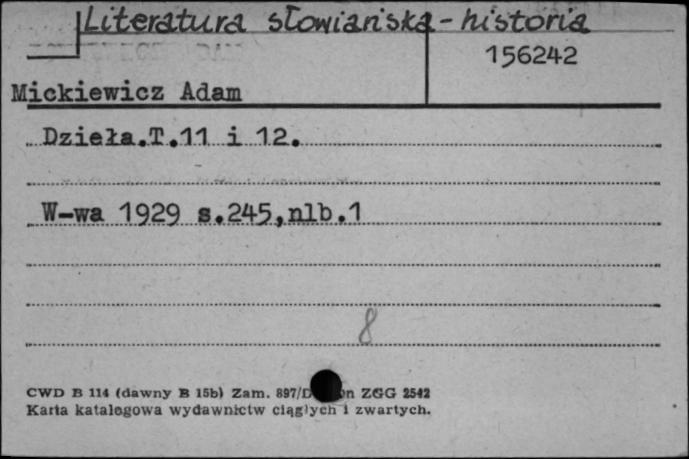 Literatura słowiańska - historia
156242
Mickiewicz Adam
Dzieła.T.11 i 12.
W-wa 1929 s.245,nlb.1
8
CWD B 114 (dawny B 15b) Zam. 897/D n ZGG 2542
Karta katalogowa wydawnictw ciągłych i zwartych.